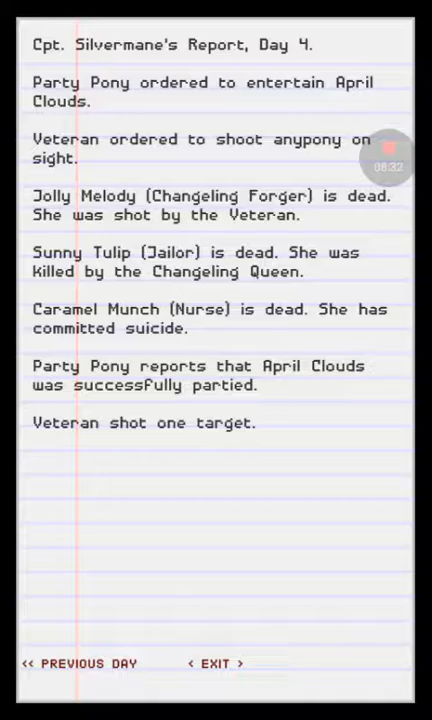 Cpt. Silvermane's Report, Day 4.
Party Pony ordered to entertain April
Clouds.
Veteran ordered to shoot anypony on
sight.
08:32
Jolly Melody (Changeling Forger) is dead.
She was shot by the Veteran.
Sunny Tulip (Jailor) is dead. She was
killed by the Changeling Queen.
Caramel Munch (Nurse) is dead. She has
committed suicide.
Party Pony reports that April Clouds
was successfully partied.
Veteran shot one target.
<< PREVIOUS DAY < EXIT >